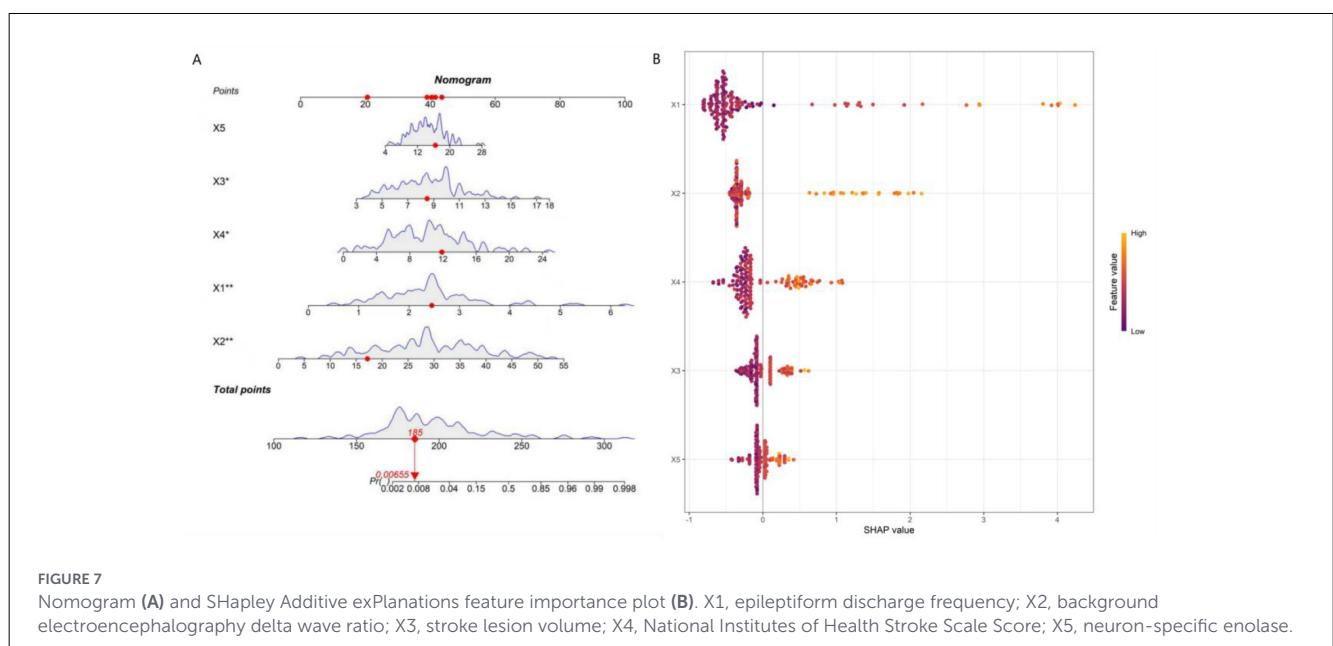 A
Nomogram
Points
0 20 40 60 80 100
X5
4 12 20 28
X3*
3 5 7 9 11 13 15 17 18
X4*
0 4 8 12 16 20 24
X1**
0 1 2 3 4 5 6
X2**
0 5 10 15 20 25 30 35 40 45 50 55
Total points
185
100 150 200 250 300
0.00655
Pr( )
0.002 0.008 0.04 0.15 0.5 0.85 0.96 0.99 0.998
B
X1
X2
X4
X3
X5
-1 0 1 2 3 4
SHAP value
High
Feature value
Low
FIGURE 7
Nomogram (A) and SHapley Additive exPlanations feature importance plot (B). X1, epileptiform discharge frequency; X2, background
electroencephalography delta wave ratio; X3, stroke lesion volume; X4, National Institutes of Health Stroke Scale Score; X5, neuron-specific enolase.